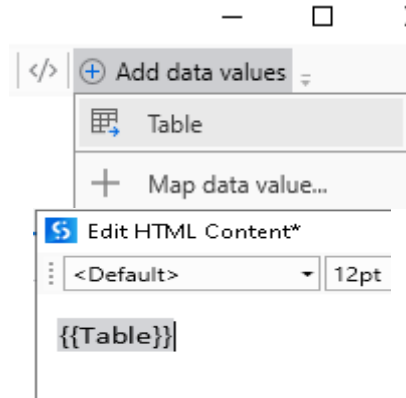 </> Add data values
Table
Map data value...
Edit HTML Content*
<Default> 12pt
{{Table}}